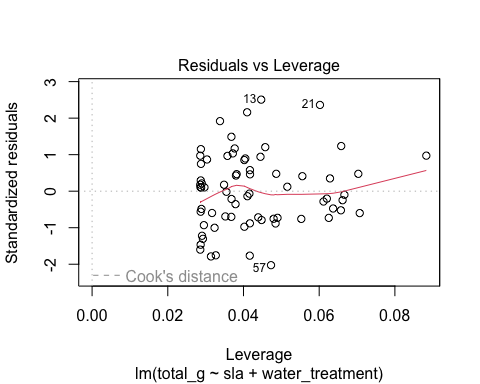 Residuals vs Leverage
Standardized residuals
3
2
1
0
-1
-2
13
21
57
Cook's distance
0.00 0.02 0.04 0.06 0.08
Leverage
lm(total_g ~ sla + water_treatment)